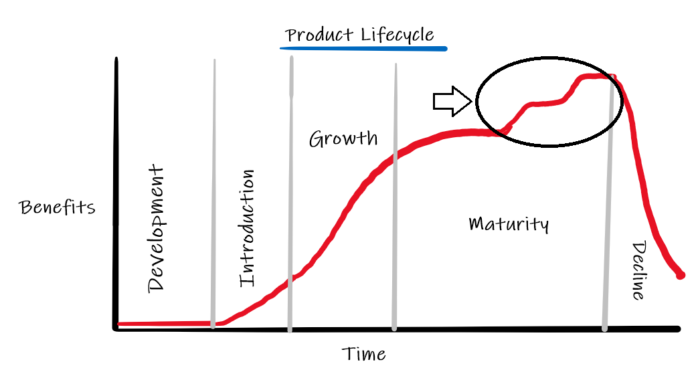 Product Lifecycle
Growth
Development
Introduction
Benefits
Maturity
Decline
Time